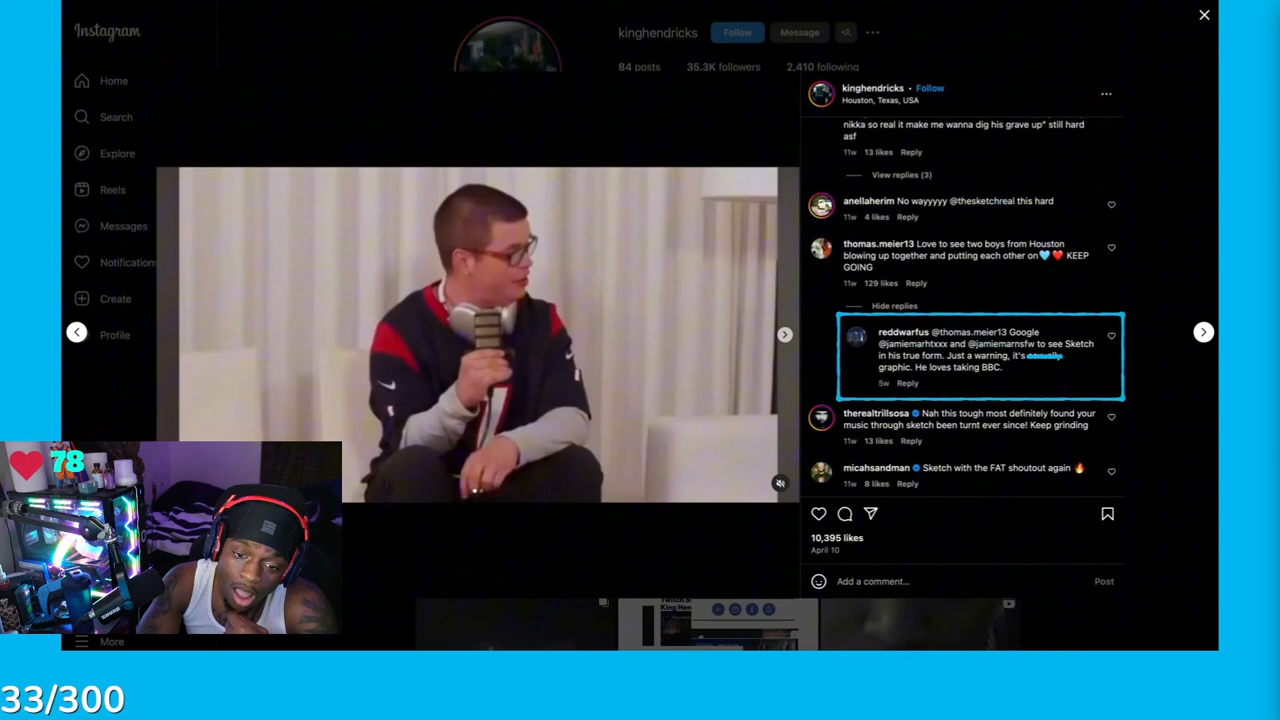 Instagram
Home
Search
Explore
Reels
Messages
Notifications
Create
Profile
More
kinghendricks
Follow
Message
84 posts
35.3K followers
2,410 following
kinghendricks • Follow
Houston, Texas, USA
nikka so real it make me wanna dig his grave up" still hard
asf
11w 13 likes Reply
View replies (3)
anellaherim No wayyyyy @thesketchreal this hard
11w 4 likes Reply
thomas.meier13 Love to see two boys from Houston
blowing up together and putting each other on🩵❤️ KEEP
GOING
11w 129 likes Reply
Hide replies
reddwarfus @thomas.meier13 Google
@jamiemarhtxxx and @jamiemarnsfw to see Sketch
in his true form. Just a warning, it's
graphic. He loves taking BBC.
5w Reply
therealtrillsosa Nah this tough most definitely found your
music through sketch been turnt ever since! Keep grinding
11w 13 likes Reply
micahsandman Sketch with the FAT shoutout again 🔥
11w 8 likes Reply
10,395 likes
April 10
Add a comment...
Post
Twitch
King Hen
78
33/300